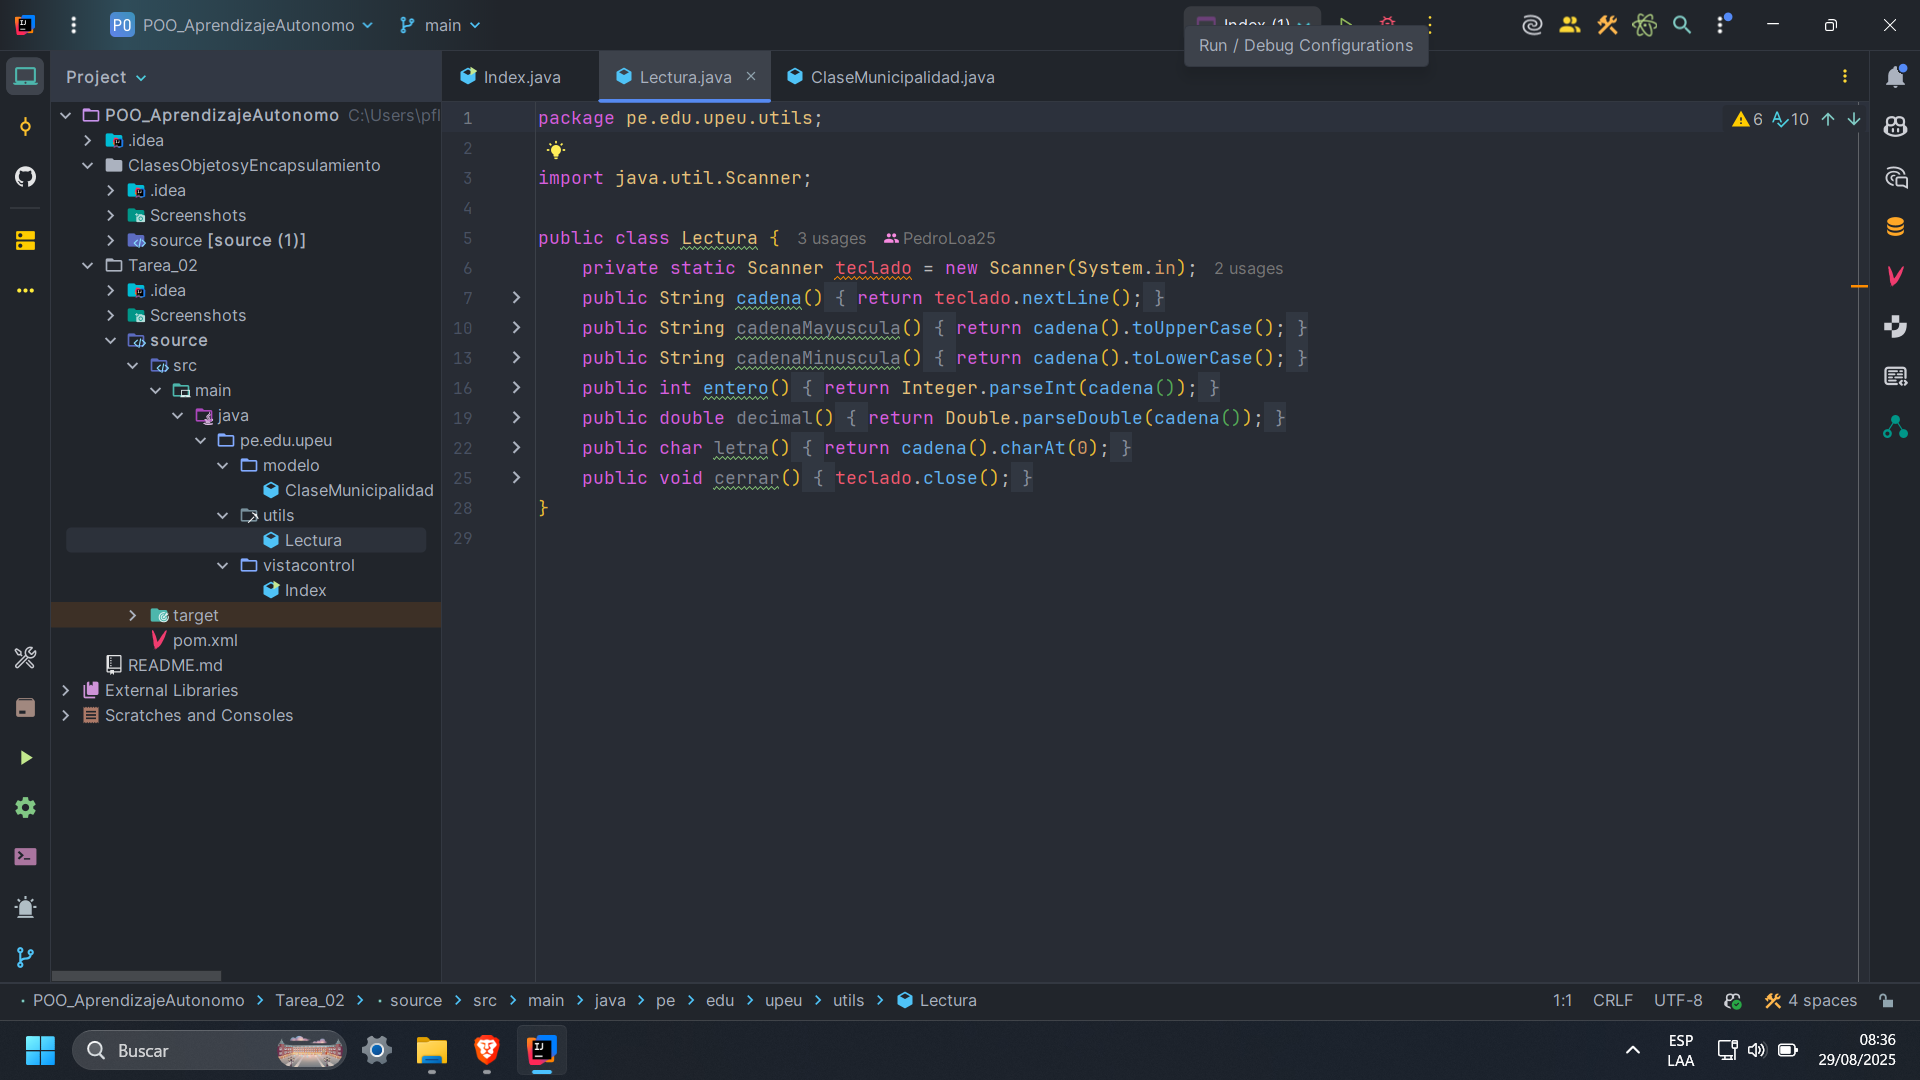 PO POO_AprendizajeAutonomo main Index (1)
Run / Debug Configurations
Project
Index.java Lectura.java ClaseMunicipalidad.java
POO_AprendizajeAutonomo C:\Users\pfl
.idea
ClasesObjetosyEncapsulamiento
.idea
Screenshots
source [source (1)]
Tarea_02
.idea
Screenshots
source
src
main
java
pe.edu.upeu
modelo
ClaseMunicipalidad
utils
Lectura
vistacontrol
Index
target
pom.xml
README.md
External Libraries
Scratches and Consoles
6 10
1 package pe.edu.upeu.utils;
2
3 import java.util.Scanner;
4
5 public class Lectura { 3 usages PedroLoa25
6 private static Scanner teclado = new Scanner(System.in); 2 usages
7 public String cadena() { return teclado.nextLine(); }
10 public String cadenaMayuscula() { return cadena().toUpperCase(); }
13 public String cadenaMinuscula() { return cadena().toLowerCase(); }
16 public int entero() { return Integer.parseInt(cadena()); }
19 public double decimal() { return Double.parseDouble(cadena()); }
22 public char letra() { return cadena().charAt(0); }
25 public void cerrar() { teclado.close(); }
28 }
29
POO_AprendizajeAutonomo > Tarea_02 > source > src > main > java > pe > edu > upeu > utils > Lectura
1:1 CRLF UTF-8 4 spaces
Buscar
ESP
LAA
08:36
29/08/2025